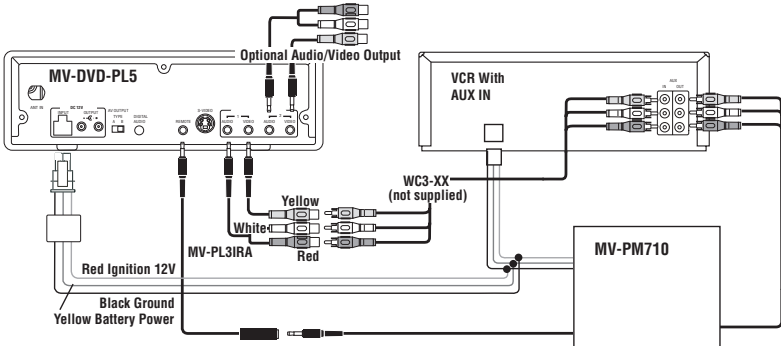 Optional Audio/Video Output
MV-DVD-PL5
ANT IN
DC 12V
INPUT
OUTPUT
AV OUTPUT
TYPE
A B
DIGITAL
AUDIO
REMOTE
S-VIDEO
1
AUDIO
VIDEO
2
AUDIO
VIDEO
VCR With
AUX IN
AUX
IN
OUT
WC3-XX
(not supplied)
Yellow
White
Red
MV-PL3IRA
MV-PM710
Red Ignition 12V
Black Ground
Yellow Battery Power